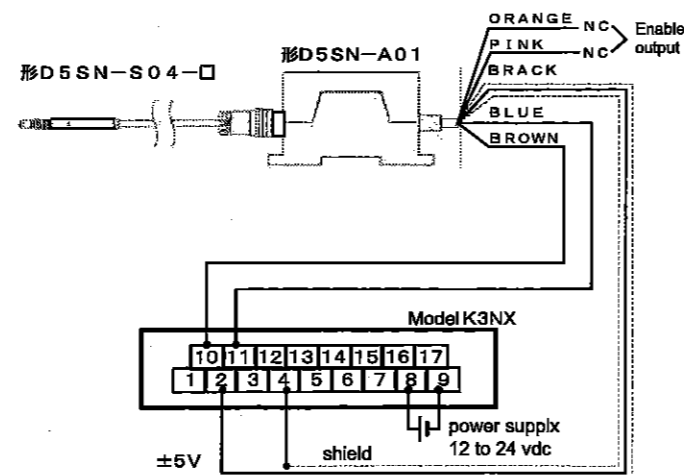 ORANGE NC Enable
PINK NC output
形D5SN-A01
BRACK
形D5SN-S04-□
BLUE
BROWN
Model K3NX
10 11 12 13 14 15 16 17
1 2 3 4 5 6 7 8 9
power supplx
±5V shield 12 to 24 vdc